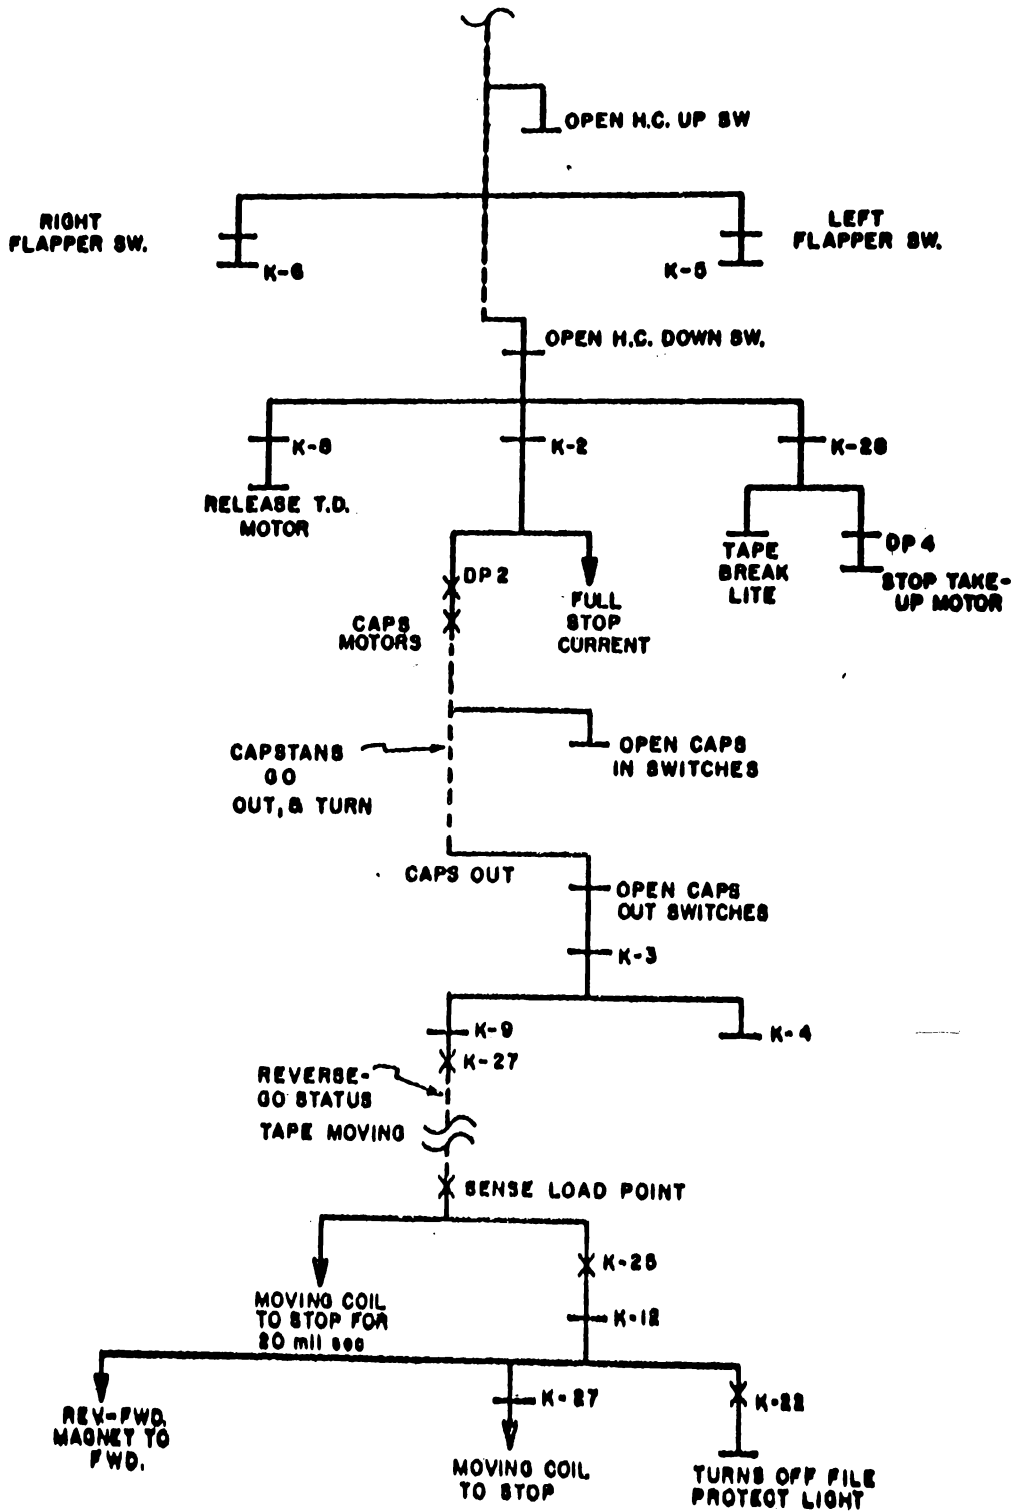 OPEN H.C. UP SW
RIGHT
FLAPPER SW.
LEFT
FLAPPER SW.
K-6
K-5
OPEN H.C. DOWN SW.
K-8
K-2
K-28
RELEASE T.D.
MOTOR
DP 2
FULL
STOP
CURRENT
TAPE
BREAK
LITE
DP 4
STOP TAKE-
UP MOTOR
CAPS
MOTORS
CAPSTANS
GO
OUT, & TURN
OPEN CAPS
IN SWITCHES
CAPS OUT
OPEN CAPS
OUT SWITCHES
K-3
K-9
K-4
K-27
REVERSE-
GO STATUS
TAPE MOVING
SENSE LOAD POINT
K-25
MOVING COIL
TO STOP FOR
20 mil sec
K-12
REV-FWD.
MAGNET TO
FWD.
K-27
MOVING COIL
TO STOP
K-22
TURNS OFF FILE
PROTECT LIGHT